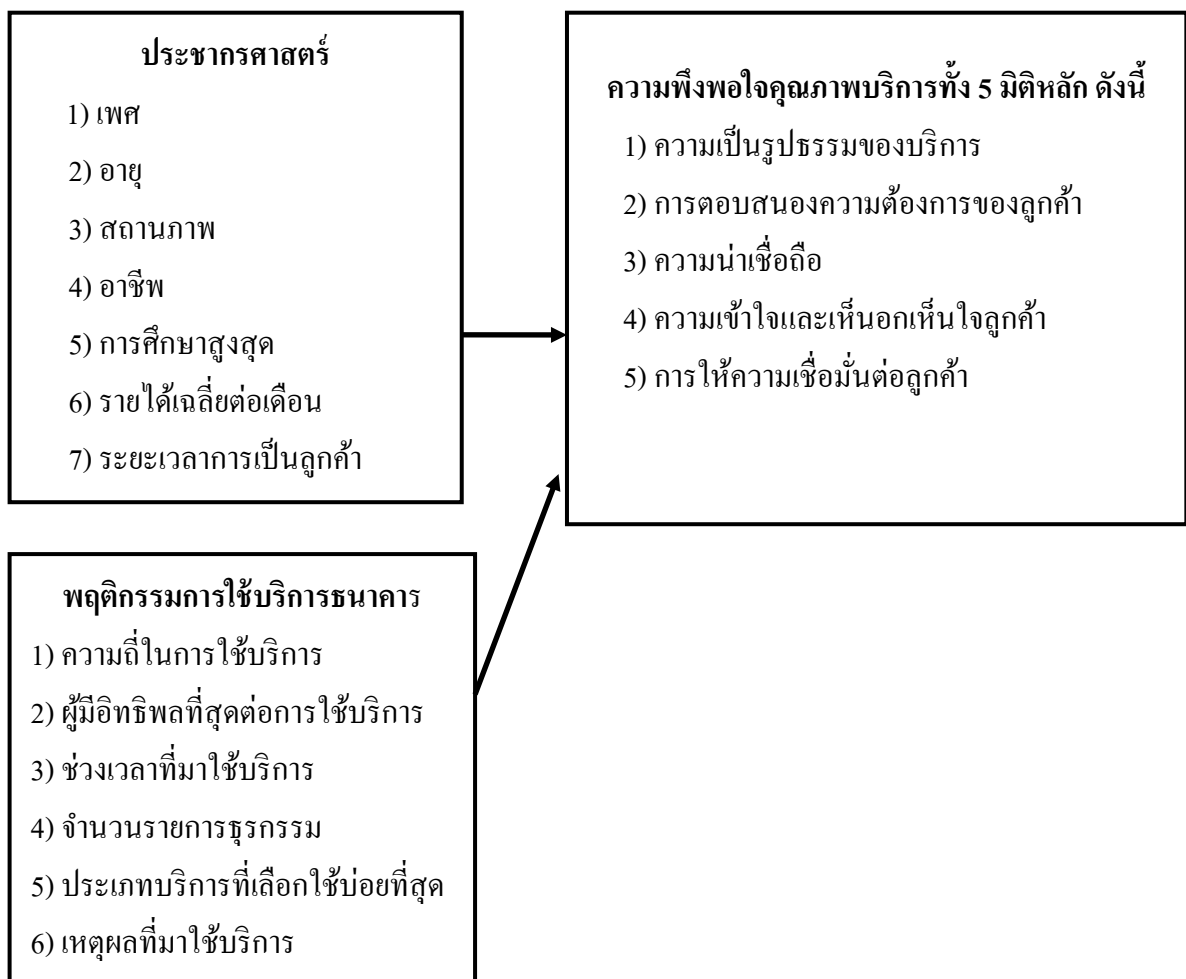 ประชากรศาสตร์
1) เพศ
2) อายุ
3) สถานภาพ
4) อาชีพ
5) การศึกษาสูงสุด
6) รายได้เฉลี่ยต่อเดือน
7) ระยะเวลาการเป็นลูกค้า
ความพึงพอใจคุณภาพบริการทั้ง 5 มิติหลัก ดังนี้
1) ความเป็นรูปธรรมของบริการ
2) การตอบสนองความต้องการของลูกค้า
3) ความน่าเชื่อถือ
4) ความเข้าใจและเห็นอกเห็นใจลูกค้า
5) การให้ความเชื่อมั่นต่อลูกค้า
พฤติกรรมการใช้บริการธนาคาร
1) ความถี่ในการใช้บริการ
2) ผู้มีอิทธิพลที่สุดต่อการใช้บริการ
3) ช่วงเวลาที่มาใช้บริการ
4) จำนวนรายการธุรกรรม
5) ประเภทบริการที่เลือกใช้บ่อยที่สุด
6) เหตุผลที่มาใช้บริการ